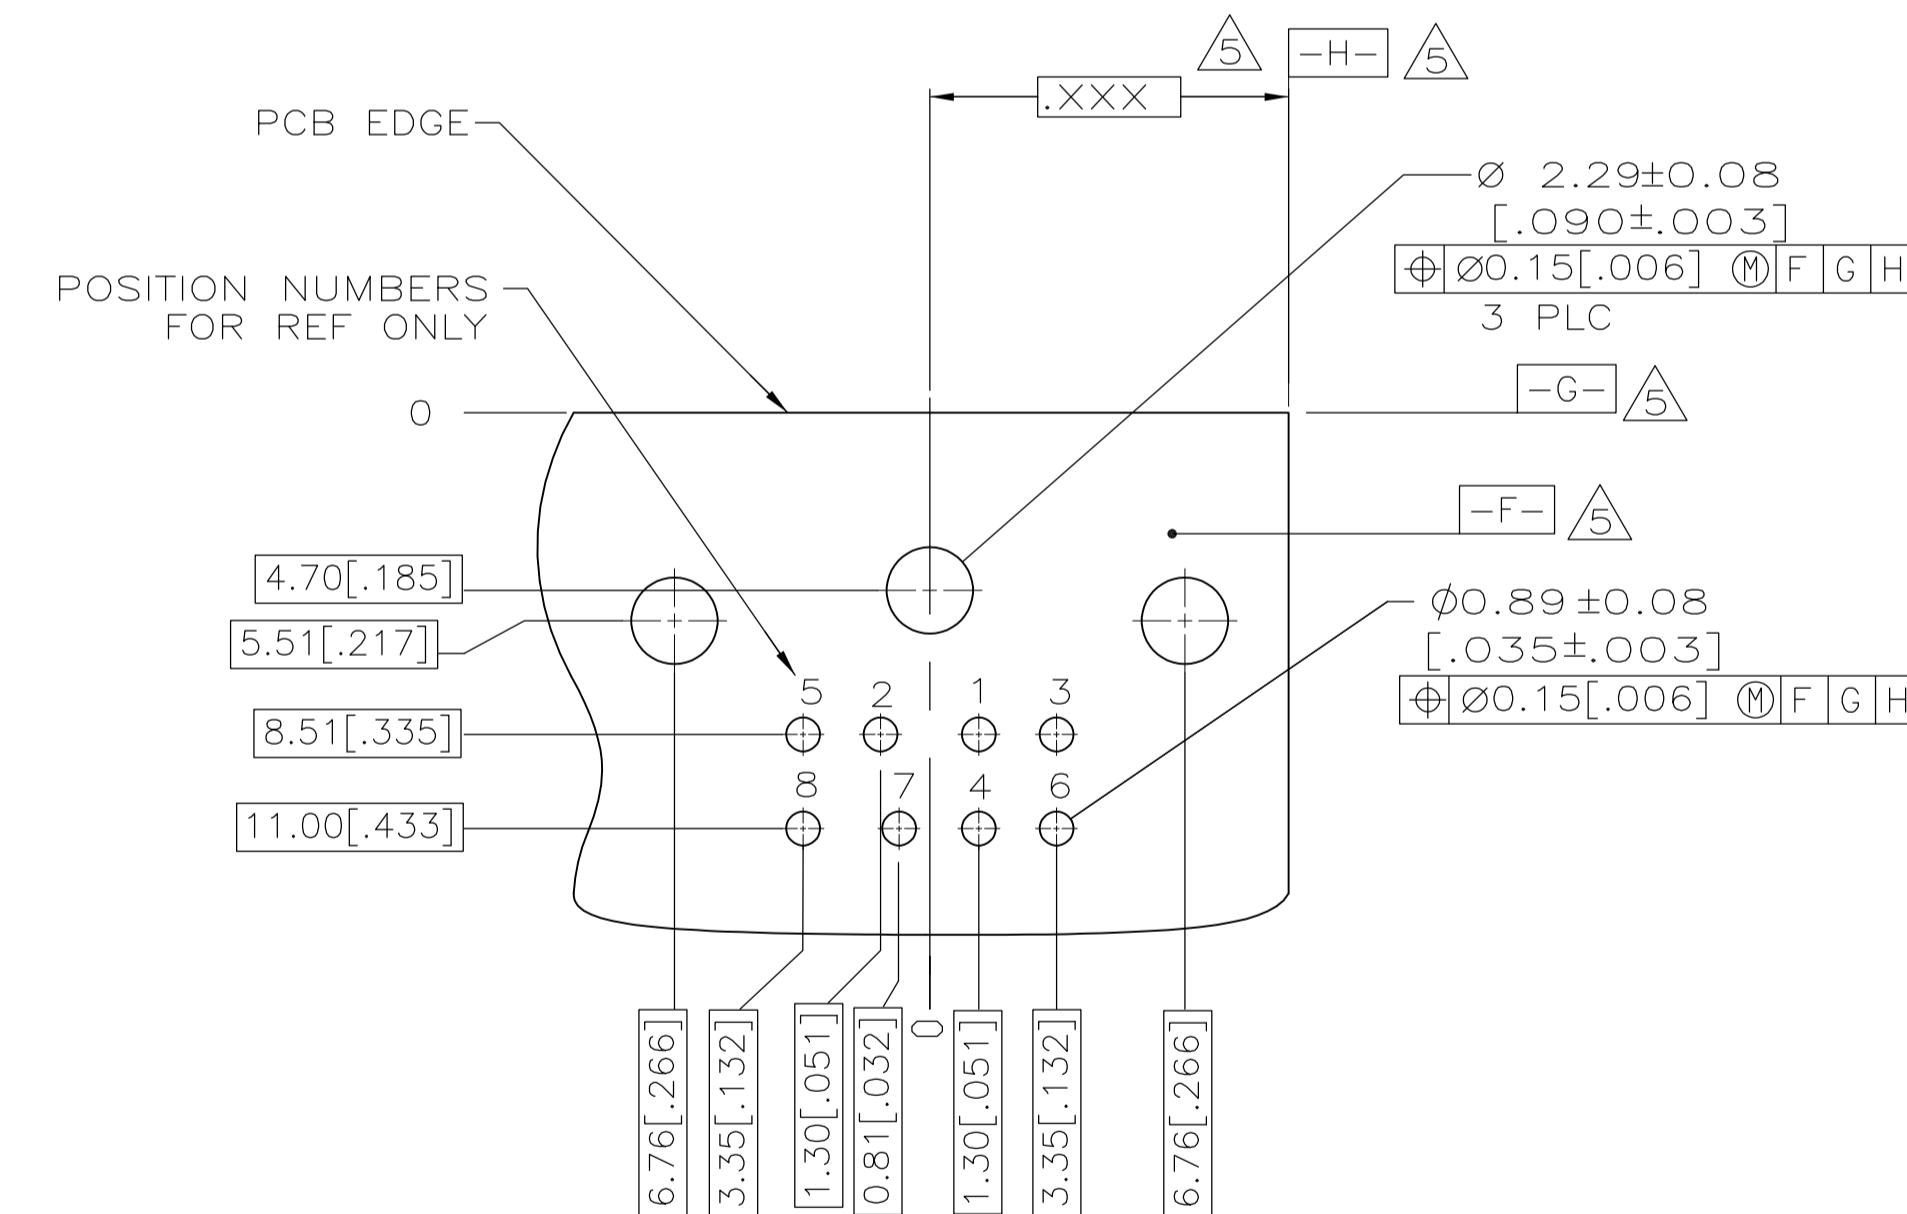 5
-H-
5
.XXX
PCB EDGE
Ø 2.29±0.08
[.090±.003]
⌖ Ø0.15[.006] Ⓜ F G H
3 PLC
POSITION NUMBERS
FOR REF ONLY
0
-G-
5
-F-
5
4.70[.185]
5.51[.217]
Ø0.89±0.08
[.035±.003]
⌖ Ø0.15[.006] Ⓜ F G H
5 2 1 3
8.51[.335]
8 7 4 6
11.00[.433]
6.76[.266]
3.35[.132]
1.30[.051]
0.81[.032]
0
1.30[.051]
3.35[.132]
6.76[.266]